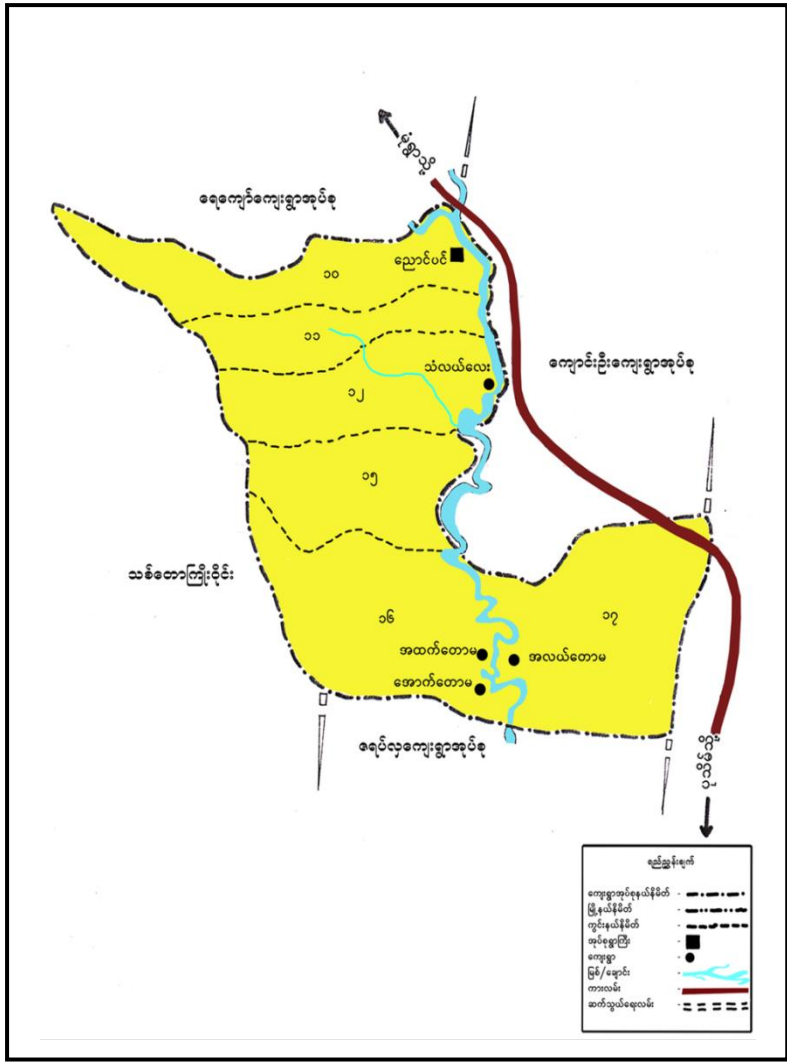 ရေကျော်ကျေးရွာအုပ်စု
ညောင်ပင်
၁၀
၁၁
သံလယ်လေး
ကျောင်းဦးကျေးရွာအုပ်စု
၁၂
၁၅
သစ်တောကြိုးဝိုင်း
၁၆
၁၇
အထက်တောမ
အလယ်တောမ
အောက်တောမ
ဇရပ်လှကျေးရွာအုပ်စု
ရည်ညွှန်းချက်
ကျေးရွာအုပ်စုနယ်နိမိတ် -
မြို့နယ်နိမိတ် -
ကွင်းနယ်နိမိတ် -
အုပ်စုရွာကြီး -
ကျေးရွာ -
မြစ်/ချောင်း -
ကားလမ်း -
ဆက်သွယ်ရေးလမ်း -